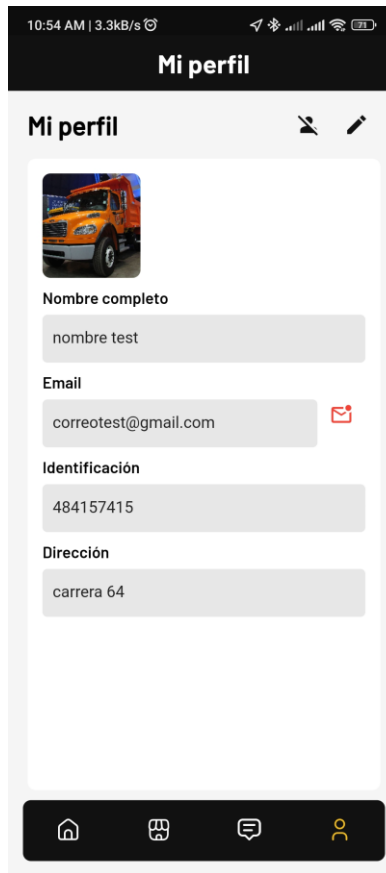 10:54 AM | 3.3kB/s
71
Mi perfil
Mi perfil
Nombre completo
nombre test
Email
correotest@gmail.com
Identificación
484157415
Dirección
carrera 64